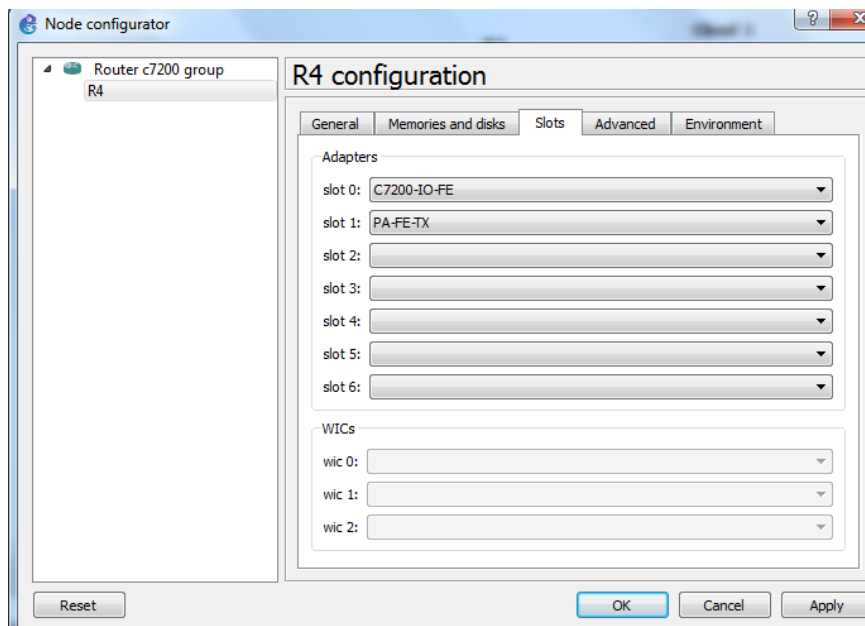 Node configurator
?
Router c7200 group
R4
R4 configuration
General Memories and disks Slots Advanced Environment
Adapters
slot 0: C7200-IO-FE
slot 1: PA-FE-TX
slot 2:
slot 3:
slot 4:
slot 5:
slot 6:
WICs
wic 0:
wic 1:
wic 2:
Reset OK Cancel Apply